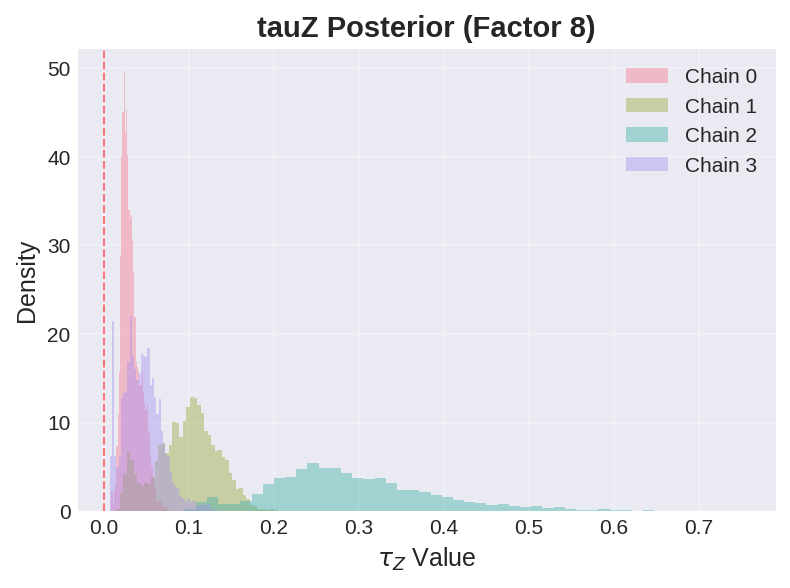 tauZ Posterior (Factor 8)
Chain 0
Chain 1
Chain 2
Chain 3
Density
50
40
30
20
10
0
0.0 0.1 0.2 0.3 0.4 0.5 0.6 0.7
τZ Value